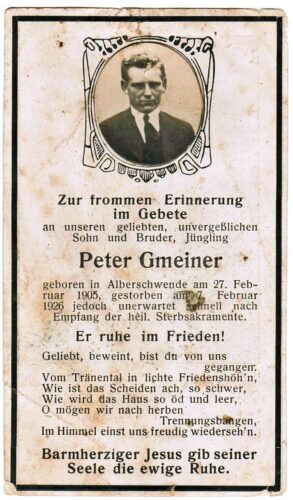 Zur frommen Erinnerung
im Gebete
an unseren geliebten, unvergeßlichen
Sohn und Bruder, Jüngling
Peter Gmeiner
geboren in Alberschwende am 27. Feb-
ruar 1905, gestorben am 7. Februar
1926 jedoch unerwartet schnell nach
Empfang der heil. Sterbsakramente.
Er ruhe im Frieden!
Geliebt, beweint, bist du von uns
gegangen.
Vom Tränental in lichte Friedenshöh'n,
Wie ist das Scheiden ach, so schwer,
Wie wird das Haus so öd und leer,
O mögen wir nach herben
Trennungsbangen,
Im Himmel einst uns freudig wiederseh'n.
Barmherziger Jesus gib seiner
Seele die ewige Ruhe.